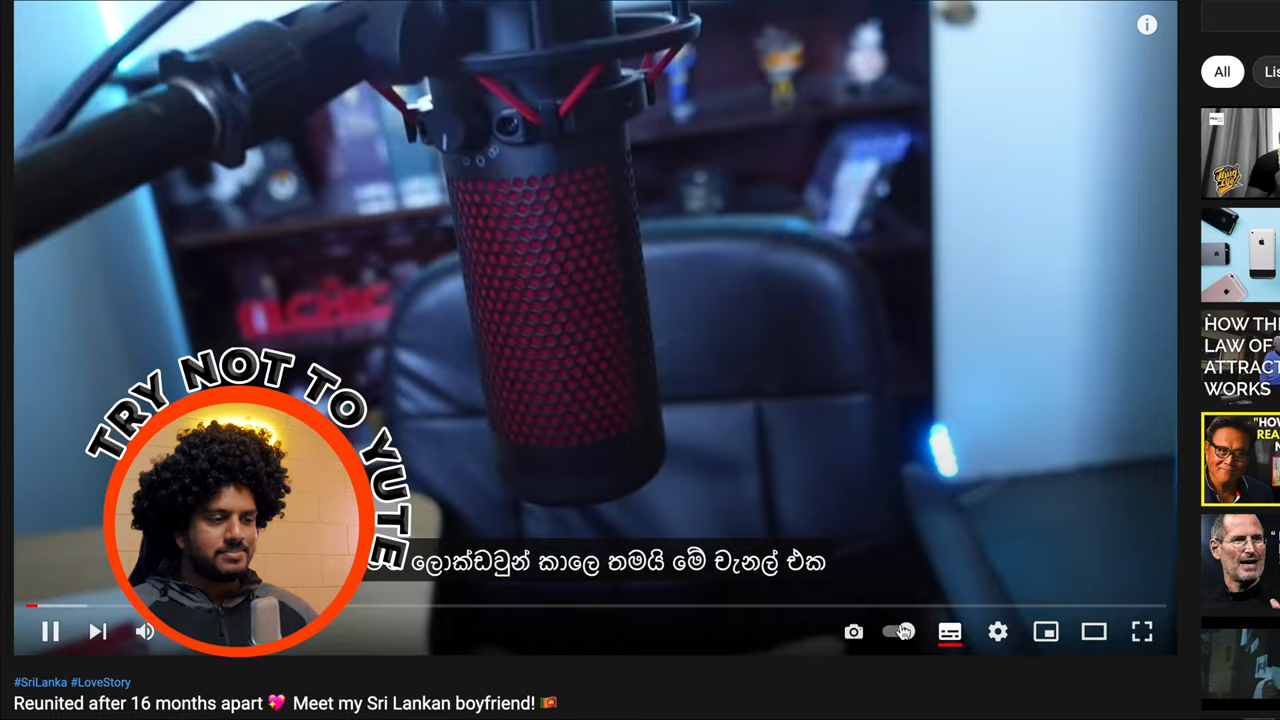 All
TRY NOT TO YUTE
ලොක්ඩවුන් කාලෙ තමයි මේ චැනල් එක
HOW THE
LAW OF
ATTRACT
WORKS
#SriLanka #LoveStory
Reunited after 16 months apart 💖 Meet my Sri Lankan boyfriend! 🇱🇰